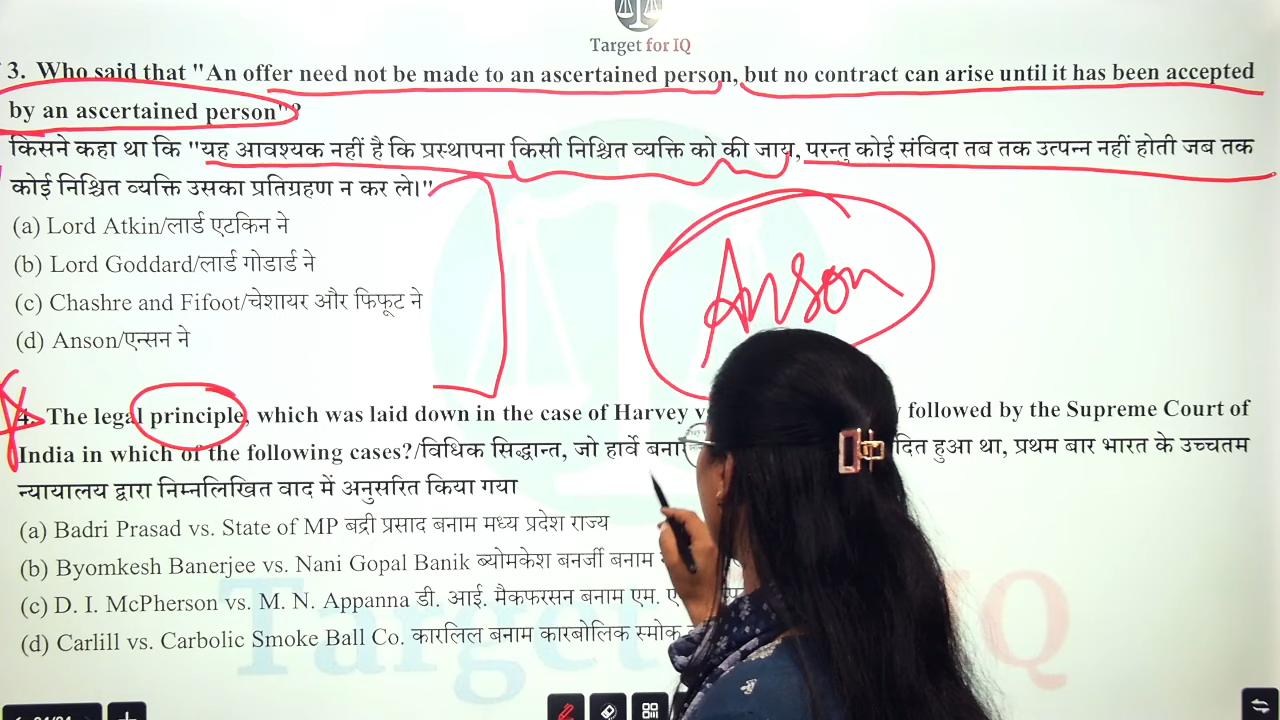 Target for IQ
3. Who said that "An offer need not be made to an ascertained person, but no contract can arise until it has been accepted
by an ascertained person"?
किसने कहा था कि "यह आवश्यक नहीं है कि प्रस्थापना किसी निश्चित व्यक्ति को की जाय, परन्तु कोई संविदा तब तक उत्पन्न नहीं होती जब तक
कोई निश्चित व्यक्ति उसका प्रतिग्रहण न कर ले।"
(a) Lord Atkin/लार्ड एटकिन ने
(b) Lord Goddard/लार्ड गोडार्ड ने
(c) Chashre and Fifoot/चेशायर और फिफूट ने
(d) Anson/एन्सन ने
Anson
4. The legal principle, which was laid down in the case of Harvey followed by the Supreme Court of
India in which of the following cases?/विधिक सिद्धान्त, जो हार्वे हुआ था, प्रथम बार भारत के उच्चतम
न्यायालय द्वारा निम्नलिखित वाद में अनुसरित किया गया
(a) Badri Prasad vs. State of MP बद्री प्रसाद बनाम मध्य प्रदेश राज्य
(b) Byomkesh Banerjee vs. Nani Gopal Banik ब्योमकेश बनर्जी बनाम
(c) D. I. McPherson vs. M. N. Appanna डी. आई. मैकफरसन बनाम एम.
(d) Carlill vs. Carbolic Smoke Ball Co. कारलिल बनाम कारबोलिक स्मोक
Target for IQ